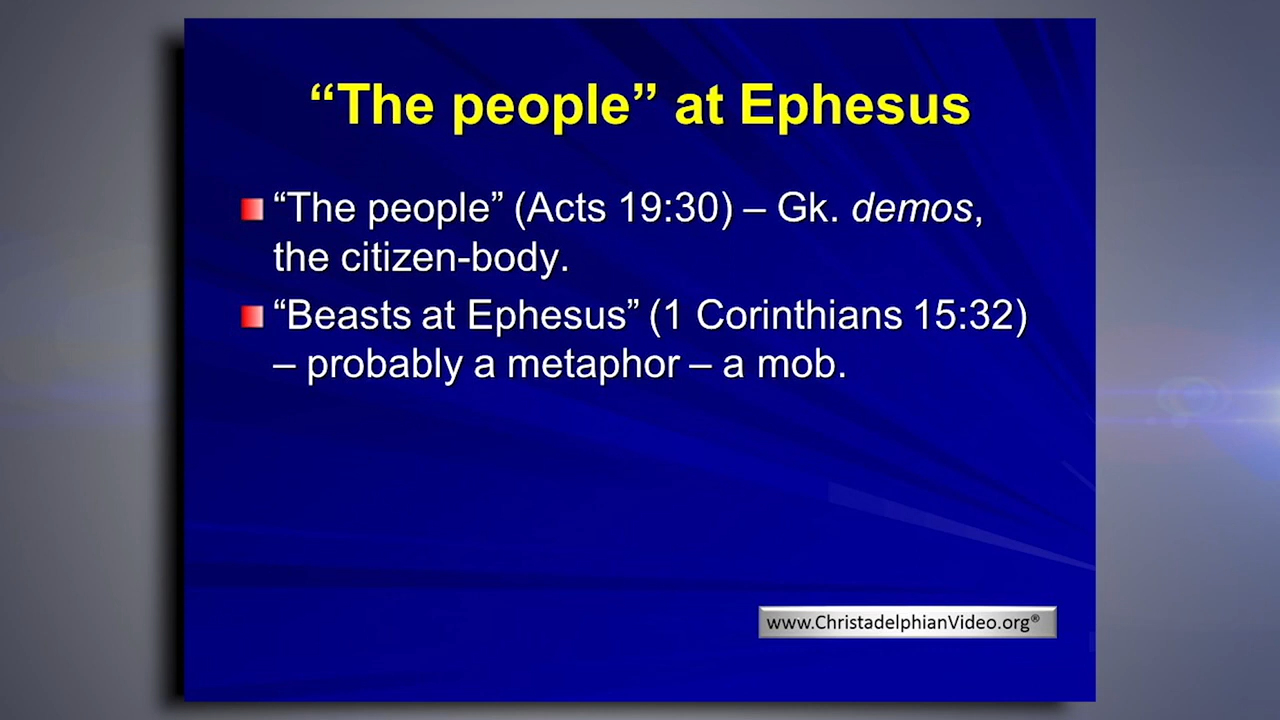 “The people” at Ephesus
“The people” (Acts 19:30) – Gk. demos,
the citizen-body.
“Beasts at Ephesus” (1 Corinthians 15:32)
– probably a metaphor – a mob.
www.ChristadelphianVideo.org®